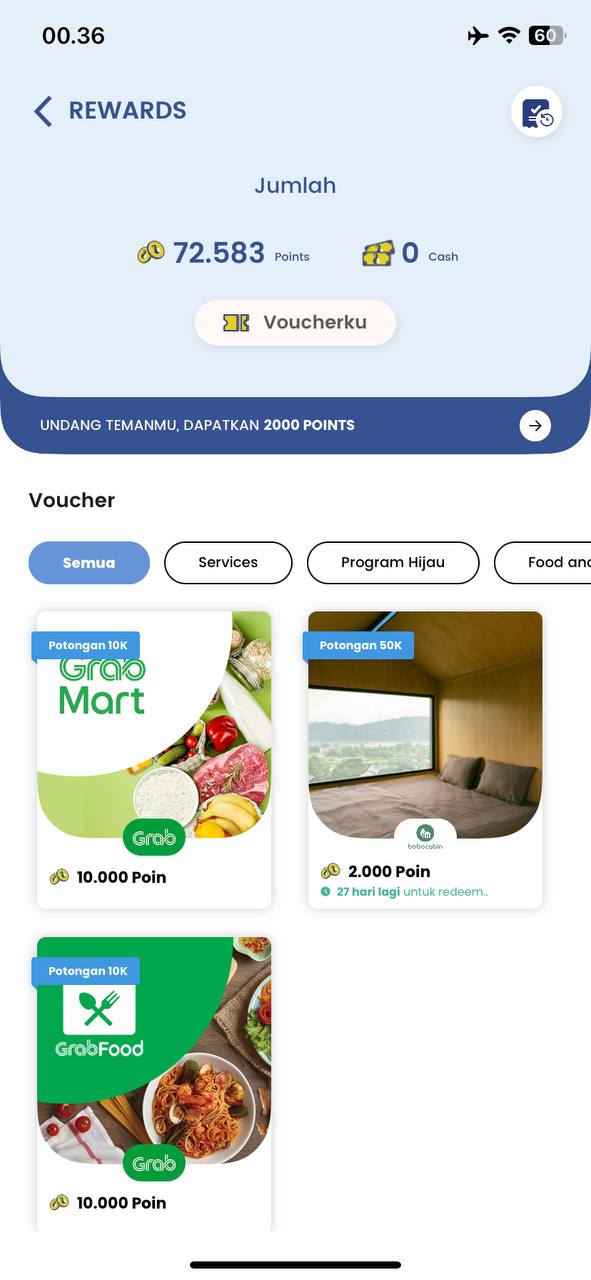 00.36
60
REWARDS
Jumlah
72.583 Points
0 Cash
Voucherku
UNDANG TEMANMU, DAPATKAN 2000 POINTS
Voucher
Semua
Services
Program Hijau
Food and
Potongan 10K
Grab
Mart
Grab
10.000 Poin
Potongan 50K
bobocabin
2.000 Poin
27 hari lagi untuk redeem..
Potongan 10K
GrabFood
Grab
10.000 Poin